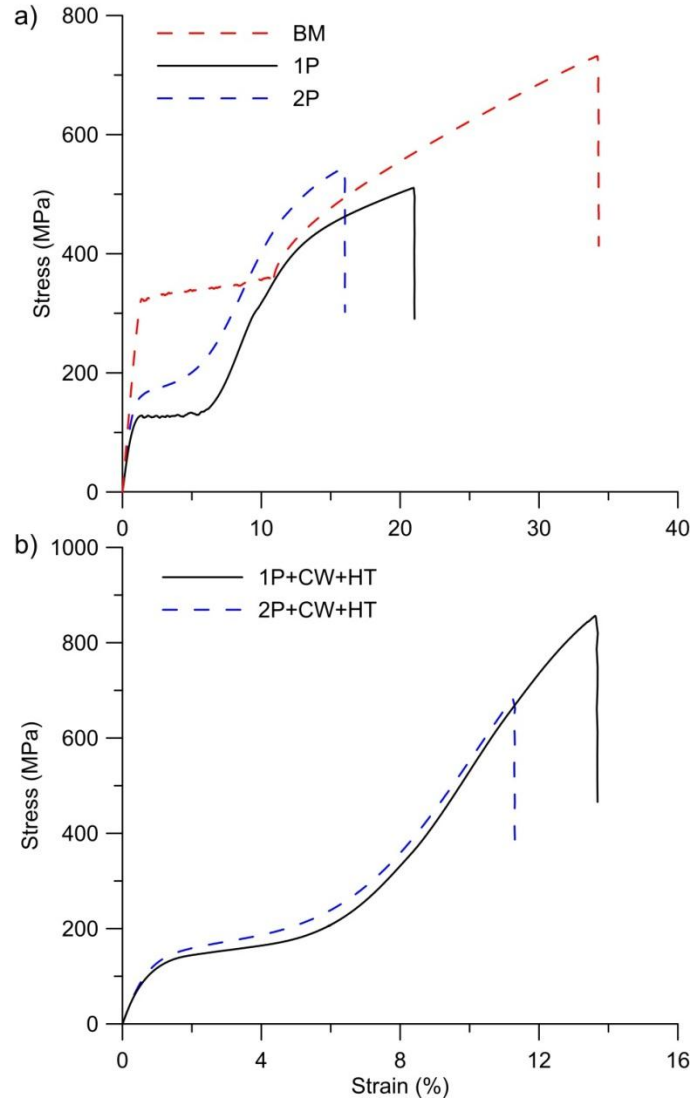 a)
800
600
400
200
0
Stress (MPa)
BM
1P
2P
0 10 20 30 40
b)
1000
800
600
400
200
0
Stress (MPa)
1P+CW+HT
2P+CW+HT
0 4 8 12 16
Strain (%)